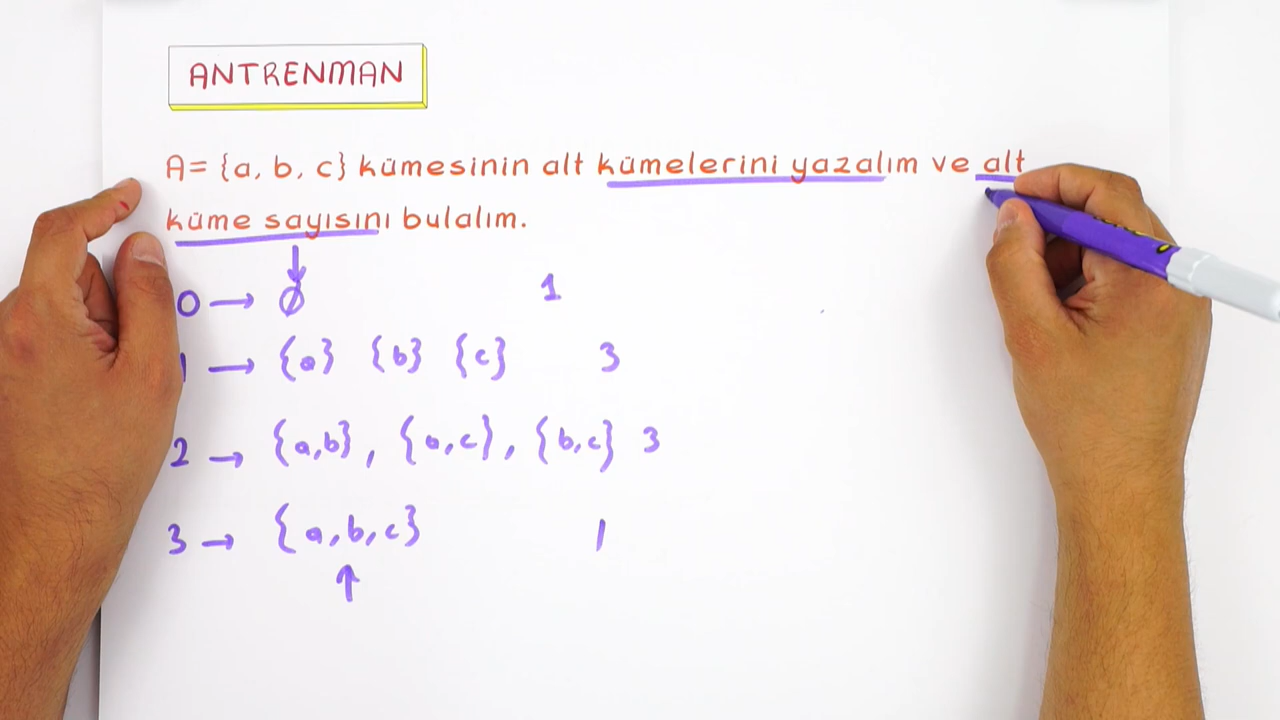 ANTRENMAN
A= {a, b, c} kümesinin alt kümelerini yazalım ve alt
küme sayısını bulalım.
0 → ∅ 1
1 → {a} {b} {c} 3
2 → {a,b}, {a,c}, {b,c} 3
3 → {a,b,c} 1